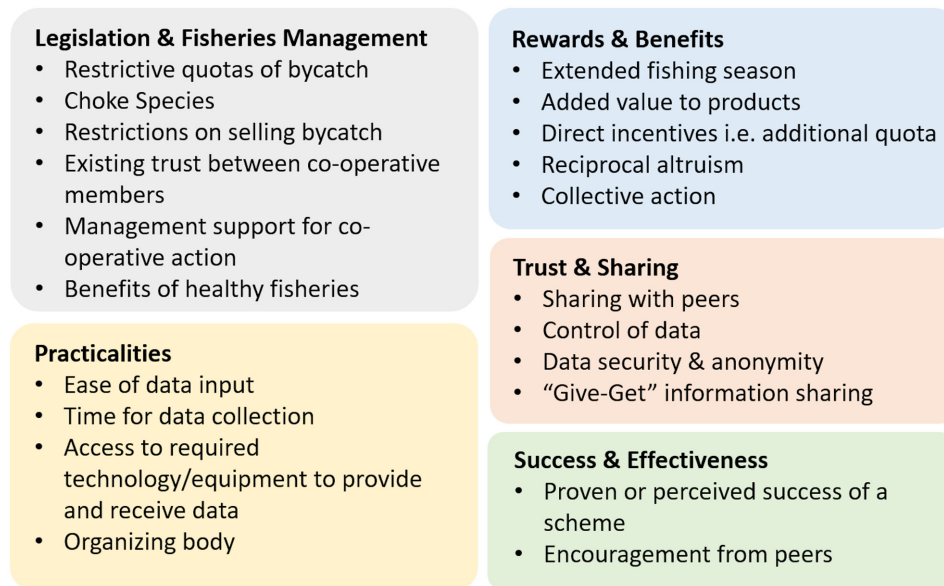 Legislation & Fisheries Management
• Restrictive quotas of bycatch
• Choke Species
• Restrictions on selling bycatch
• Existing trust between co-operative
members
• Management support for co-
operative action
• Benefits of healthy fisheries
Practicalities
• Ease of data input
• Time for data collection
• Access to required
technology/equipment to provide
and receive data
• Organizing body
Rewards & Benefits
• Extended fishing season
• Added value to products
• Direct incentives i.e. additional quota
• Reciprocal altruism
• Collective action
Trust & Sharing
• Sharing with peers
• Control of data
• Data security & anonymity
• “Give-Get” information sharing
Success & Effectiveness
• Proven or perceived success of a
scheme
• Encouragement from peers